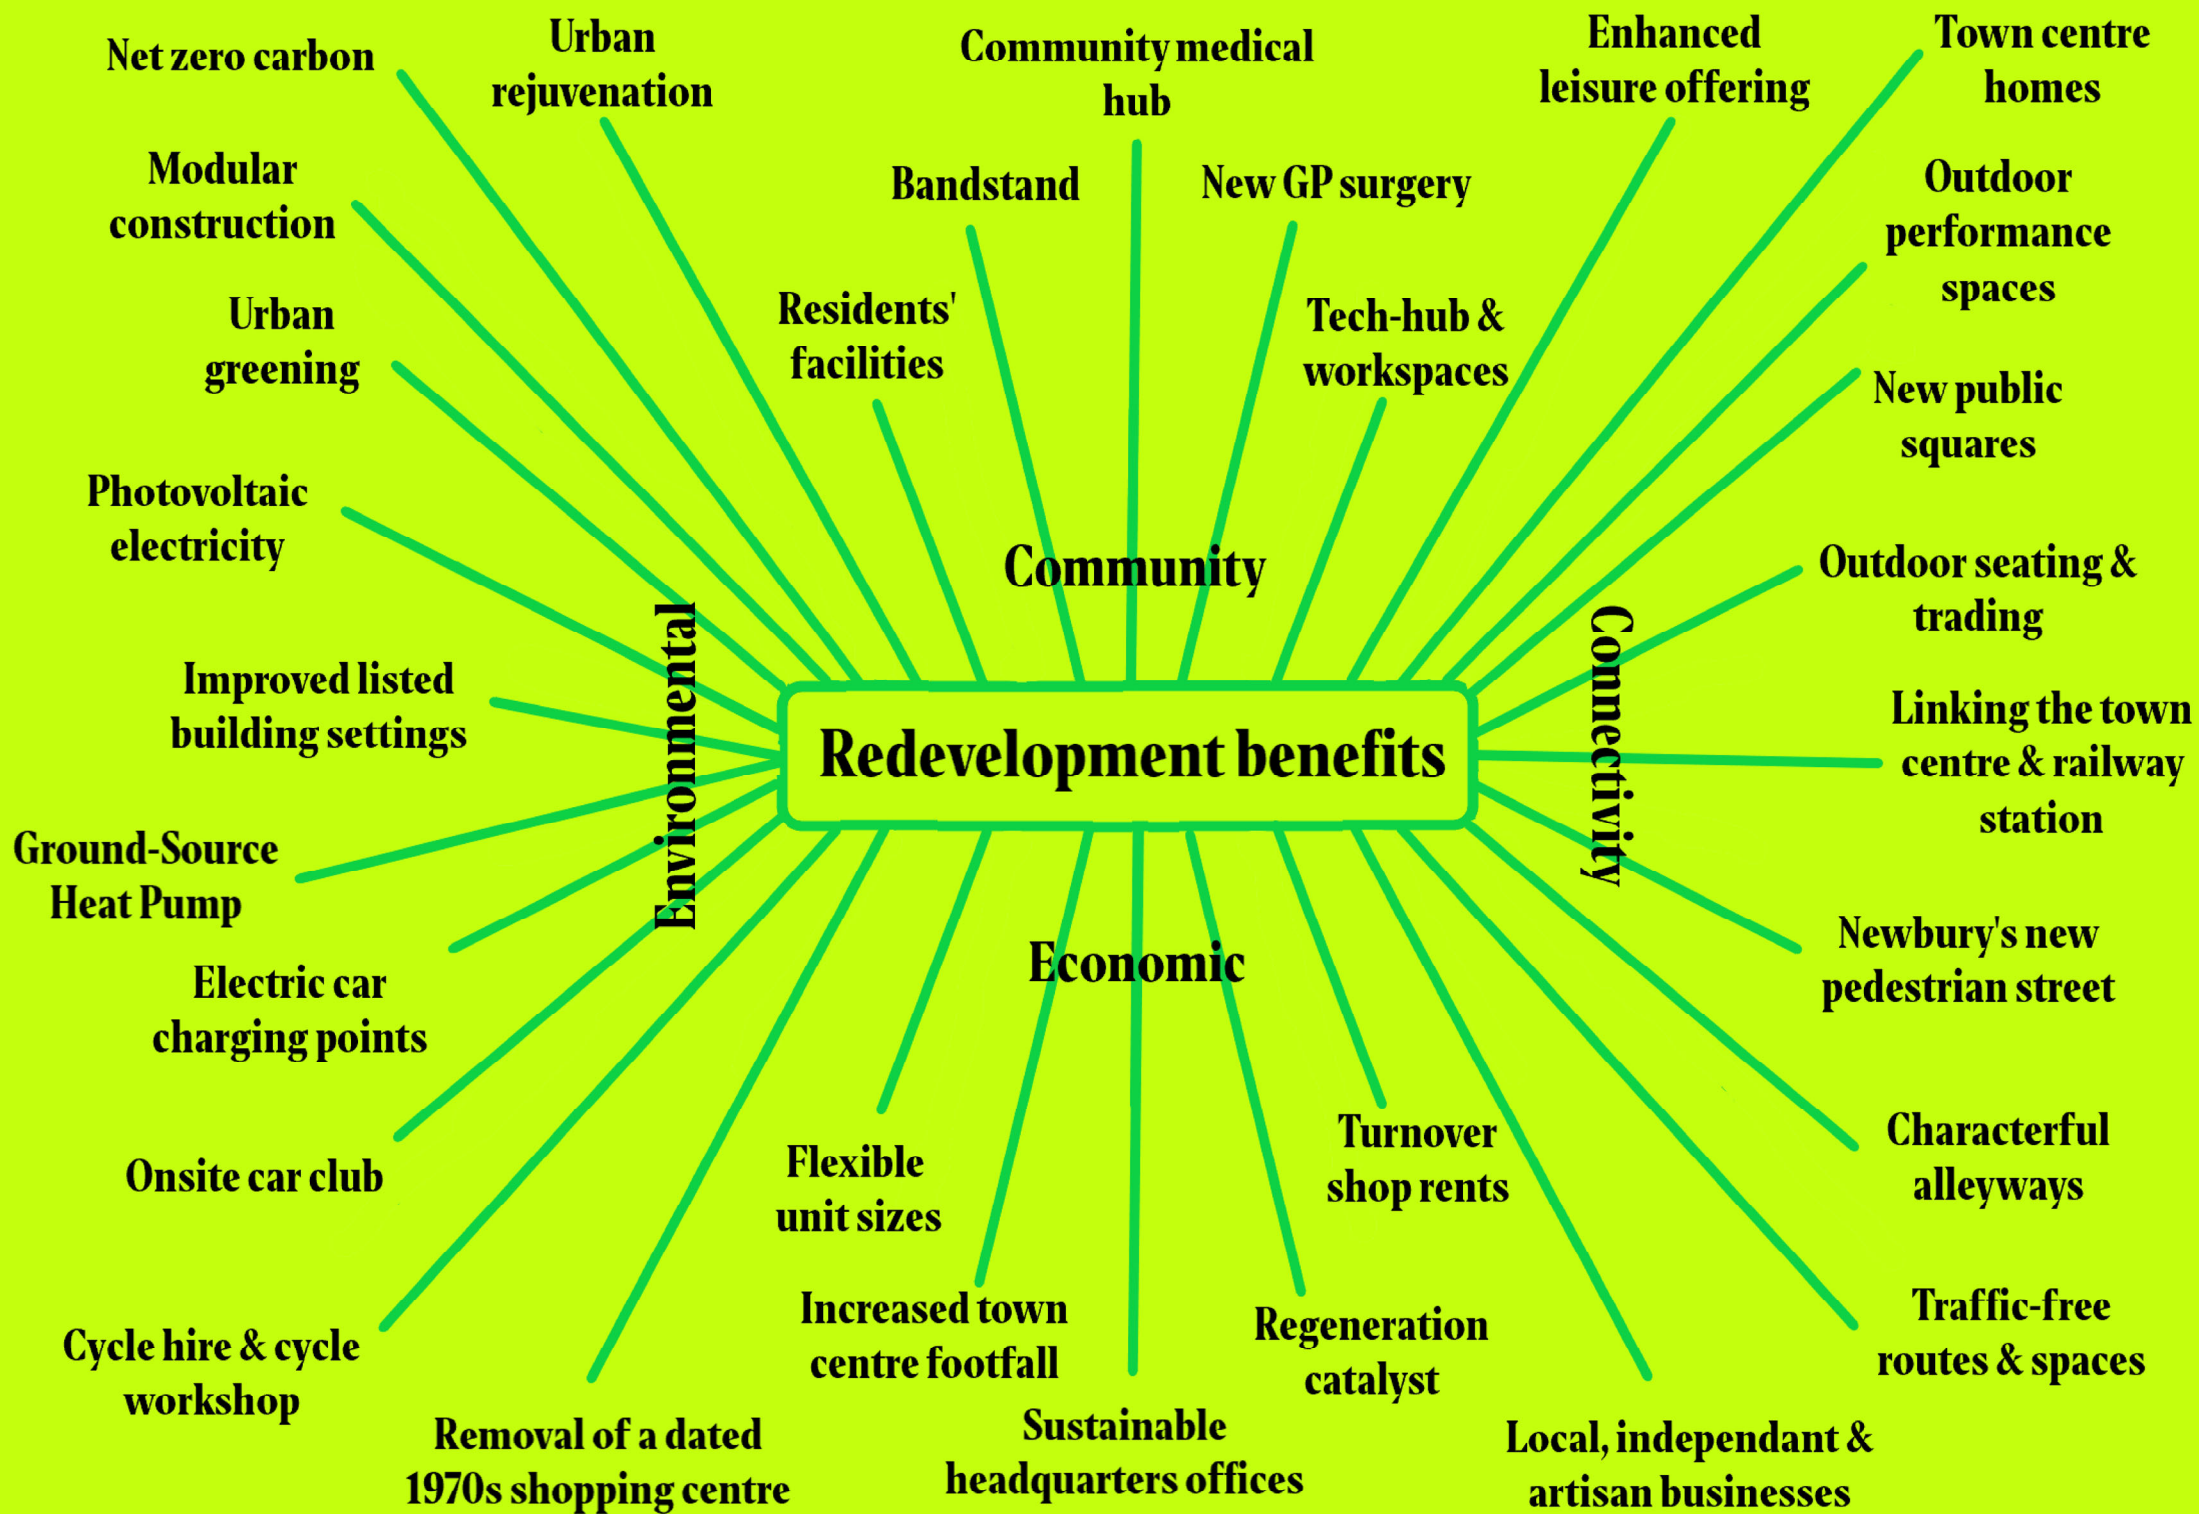 Net zero carbon
Urban
rejuvenation
Community medical
hub
Enhanced
leisure offering
Town centre
homes
Modular
construction
Bandstand
New GP surgery
Outdoor
performance
spaces
Urban
greening
Residents'
facilities
Tech-hub &
workspaces
New public
squares
Photovoltaic
electricity
Community
Outdoor seating &
trading
Environmental
Connectivity
Improved listed
building settings
Redevelopment benefits
Linking the town
centre & railway
station
Ground-Source
Heat Pump
Economic
Newbury's new
pedestrian street
Electric car
charging points
Onsite car club
Flexible
unit sizes
Turnover
shop rents
Characterful
alleyways
Cycle hire & cycle
workshop
Increased town
centre footfall
Regeneration
catalyst
Traffic-free
routes & spaces
Removal of a dated
1970s shopping centre
Sustainable
headquarters offices
Local, independant &
artisan businesses